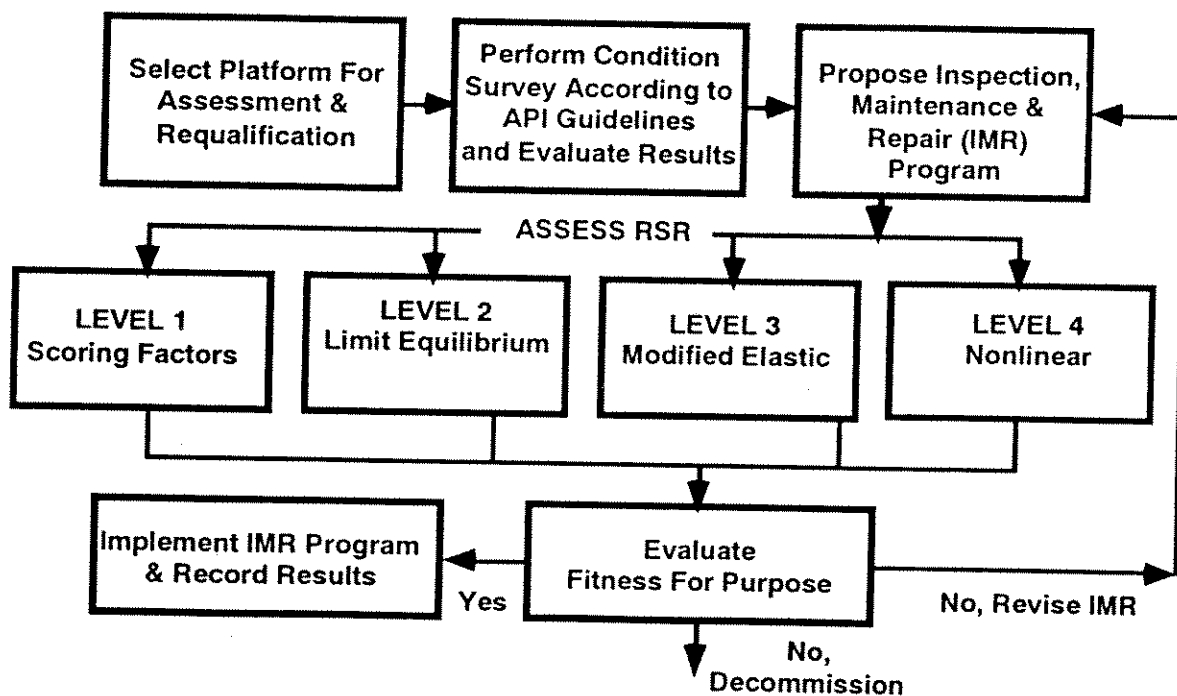 Select Platform For
Assessment &
Requalification
Perform Condition
Survey According to
API Guidelines
and Evaluate Results
Propose Inspection,
Maintenance &
Repair (IMR)
Program
ASSESS RSR
LEVEL 1
Scoring Factors
LEVEL 2
Limit Equilibrium
LEVEL 3
Modified Elastic
LEVEL 4
Nonlinear
Implement IMR Program
& Record Results
Yes
Evaluate
Fitness For Purpose
No, Revise IMR
No,
Decommission